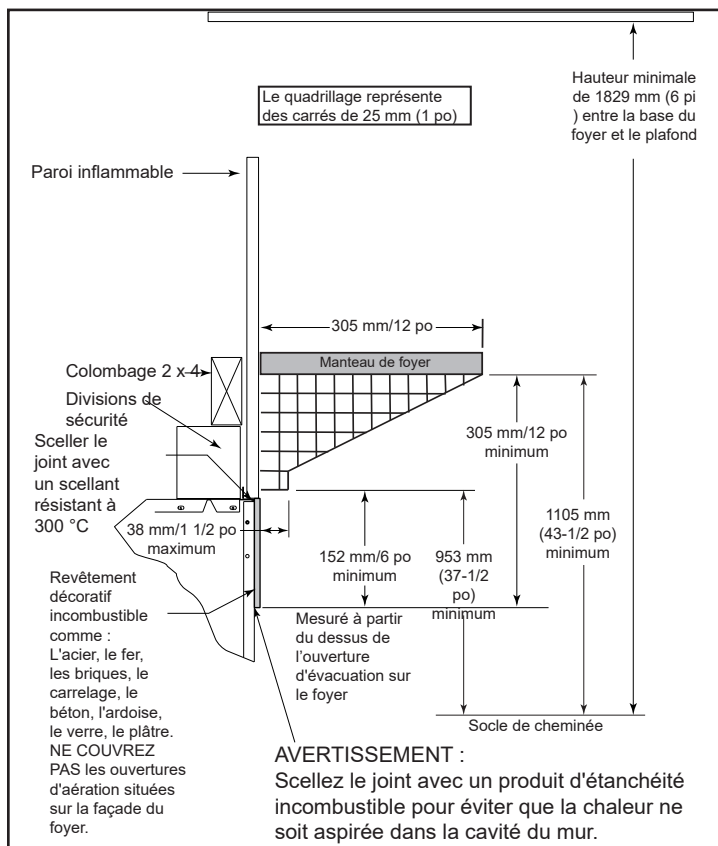 Le quadrillage représente
des carrés de 25 mm (1 po)
Hauteur minimale
de 1829 mm (6 pi
) entre la base du
foyer et le plafond
Paroi inflammable
305 mm/12 po
Manteau de foyer
Colombage 2 x 4
Divisions de
sécurité
Sceller le
joint avec
un scellant
résistant à
300 °C
305 mm/12 po
minimum
1105 mm
(43-1/2 po)
minimum
38 mm/1 1/2 po
maximum
152 mm/6 po
minimum
953 mm
(37-1/2
po)
minimum
Revêtement
décoratif
incombustible
comme :
L'acier, le fer,
les briques, le
carrelage, le
béton, l'ardoise,
le verre, le plâtre.
NE COUVREZ
PAS les ouvertures
d'aération situées
sur la façade du
foyer.
Mesuré à partir
du dessus de
l'ouverture
d'évacuation sur
le foyer
Socle de cheminée
AVERTISSEMENT :
Scellez le joint avec un produit d'étanchéité
incombustible pour éviter que la chaleur ne
soit aspirée dans la cavité du mur.